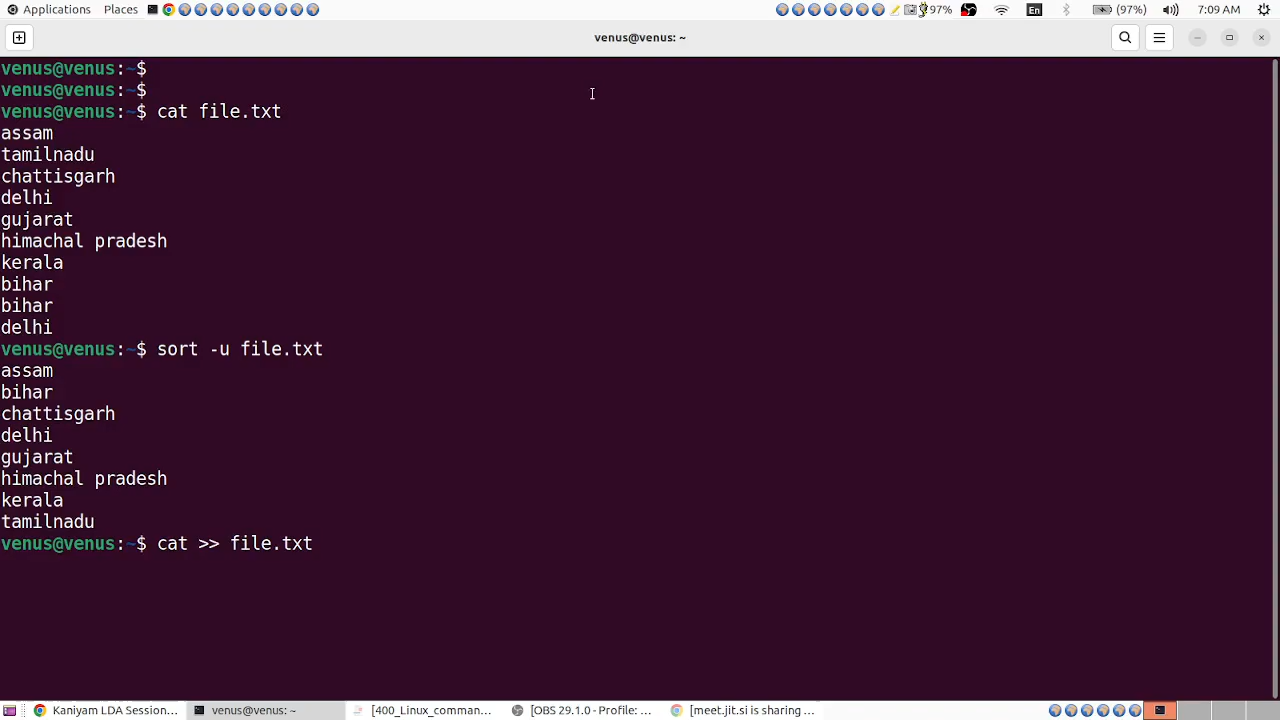 Applications Places 97% En (97%) 7:09 AM
venus@venus: ~
venus@venus:~$
venus@venus:~$
venus@venus:~$ cat file.txt
assam
tamilnadu
chattisgarh
delhi
gujarat
himachal pradesh
kerala
bihar
bihar
delhi
venus@venus:~$ sort -u file.txt
assam
bihar
chattisgarh
delhi
gujarat
himachal pradesh
kerala
tamilnadu
venus@venus:~$ cat >> file.txt
Kaniyam LDA Session... venus@venus: ~ [400_Linux_comman... [OBS 29.1.0 - Profile: ... [meet.jit.si is sharing ...